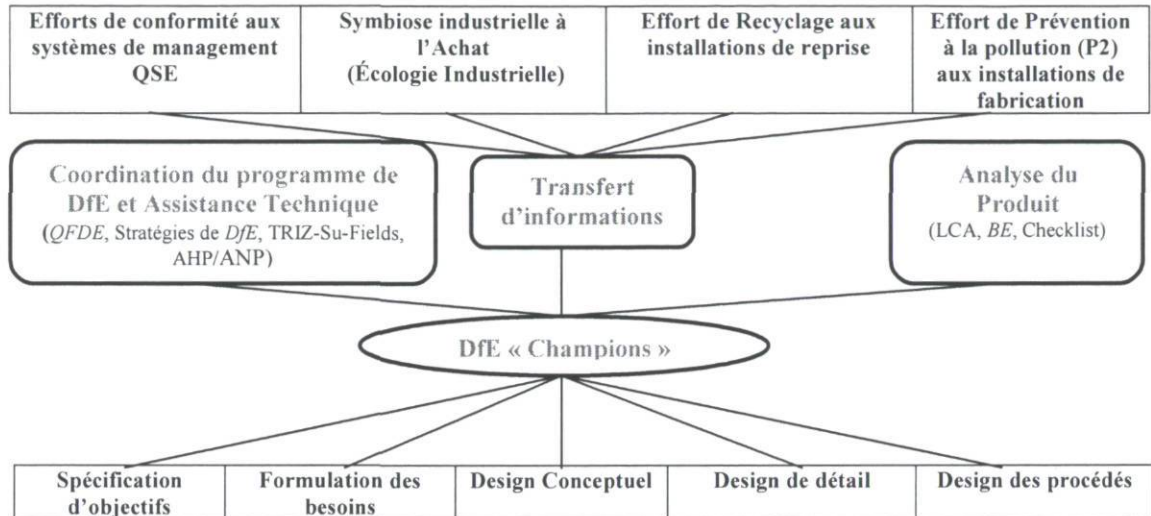 Efforts de conformité aux
systèmes de management
QSE
Symbiose industrielle à
l'Achat
(Écologie Industrielle)
Effort de Recyclage aux
installations de reprise
Effort de Prévention
à la pollution (P2)
aux installations de
fabrication
Coordination du programme de
DfE et Assistance Technique
(QFDE, Stratégies de DfE, TRIZ-Su-Fields,
AHP/ANP)
Transfert
d'informations
Analyse du
Produit
(LCA, BE, Checklist)
DfE « Champions »
Spécification
d'objectifs
Formulation des
besoins
Design Conceptuel
Design de détail
Design des procédés